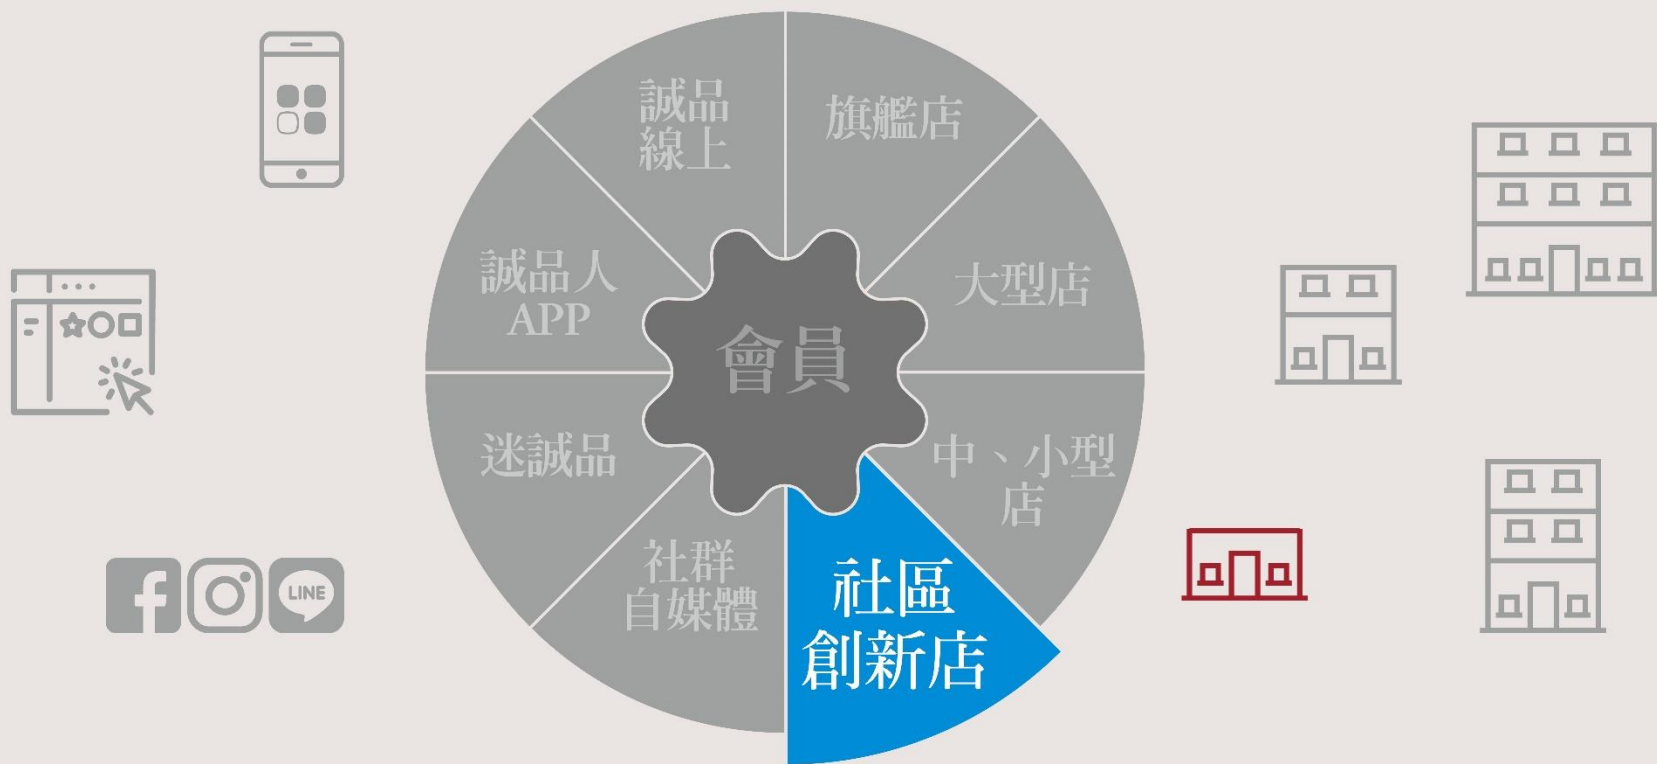 誠品
線上
旗艦店
誠品人
APP
大型店
會員
迷誠品
中、小型
店
社群
自媒體
社區
創新店
LINE